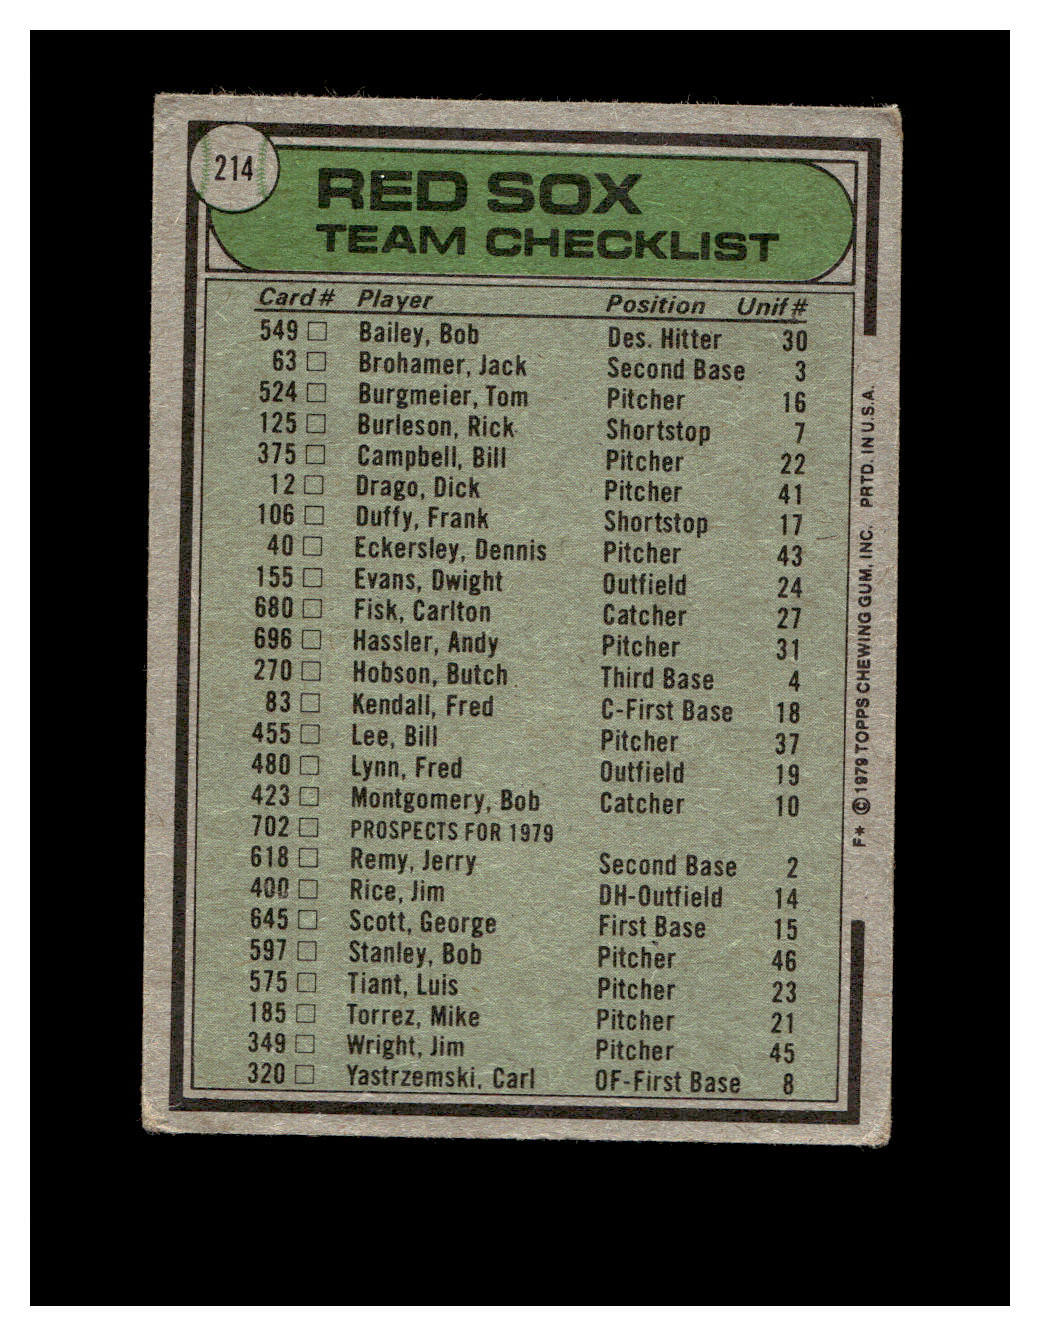 214
RED SOX
TEAM CHECKLIST
Card# Player Position Unif#
549 Bailey, Bob Des. Hitter 30
63 Brohamer, Jack Second Base 3
524 Burgmeier, Tom Pitcher 16
125 Burleson, Rick Shortstop 7
375 Campbell, Bill Pitcher 22
12 Drago, Dick Pitcher 41
106 Duffy, Frank Shortstop 17
40 Eckersley, Dennis Pitcher 43
155 Evans, Dwight Outfield 24
680 Fisk, Carlton Catcher 27
696 Hassler, Andy Pitcher 31
270 Hobson, Butch Third Base 4
83 Kendall, Fred C-First Base 18
455 Lee, Bill Pitcher 37
480 Lynn, Fred Outfield 19
423 Montgomery, Bob Catcher 10
702 PROSPECTS FOR 1979
618 Remy, Jerry Second Base 2
400 Rice, Jim DH-Outfield 14
645 Scott, George First Base 15
597 Stanley, Bob Pitcher 46
575 Tiant, Luis Pitcher 23
185 Torrez, Mike Pitcher 21
349 Wright, Jim Pitcher 45
320 Yastrzemski, Carl OF-First Base 8
F* © 1979 TOPPS CHEWING GUM, INC. PRTD. IN U.S.A.